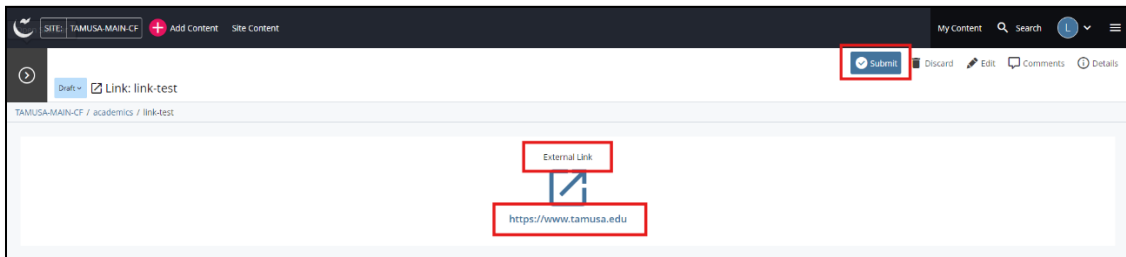 SITE: TAMUSA-MAIN-CF Add Content Site Content My Content Search L
Submit Discard Edit Comments Details
Draft Link: link-test
TAMUSA-MAIN-CF / academics / link-test
External Link
https://www.tamusa.edu